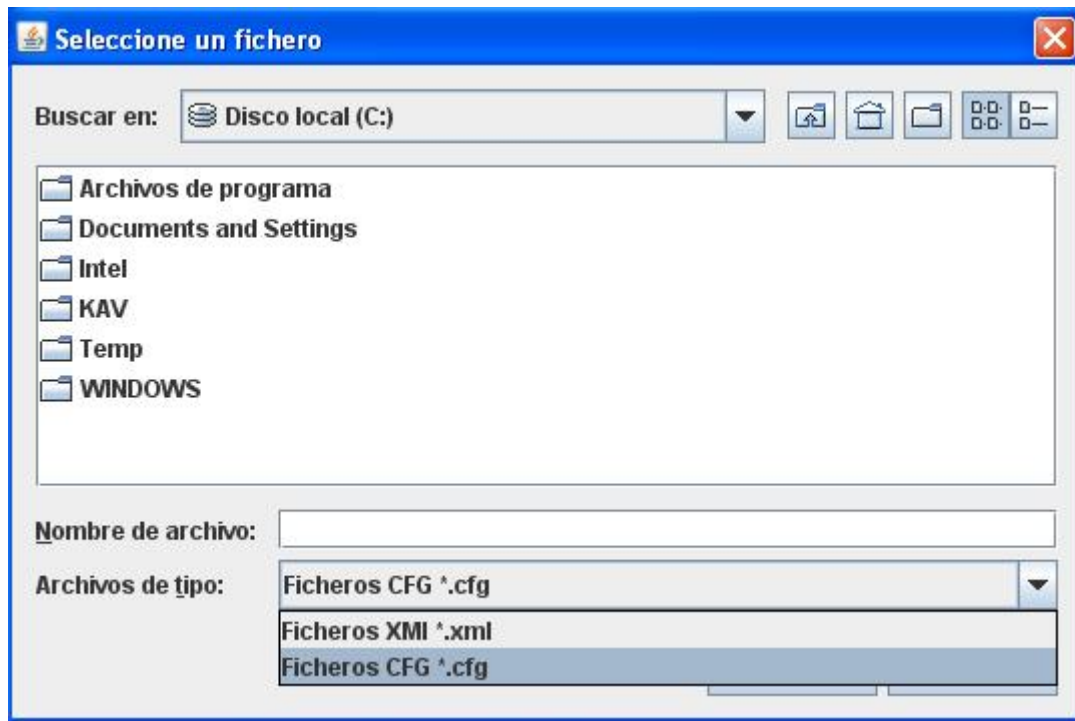 Seleccione un fichero
Buscar en: Disco local (C:)
Archivos de programa
Documents and Settings
Intel
KAV
Temp
WINDOWS
Nombre de archivo:
Archivos de tipo: Ficheros CFG *.cfg
Ficheros XMI *.xml
Ficheros CFG *.cfg